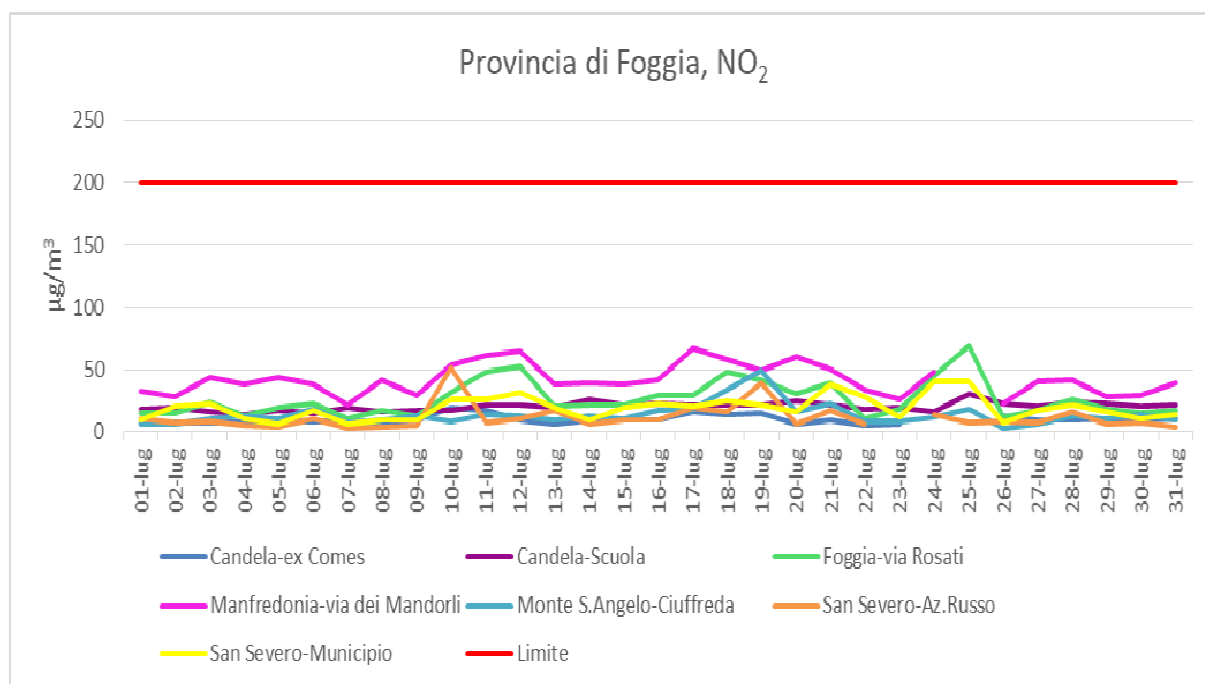 Provincia di Foggia, NO₂
250
200
150
100
50
0
µg/m³
01-lug
02-lug
03-lug
04-lug
05-lug
06-lug
07-lug
08-lug
09-lug
10-lug
11-lug
12-lug
13-lug
14-lug
15-lug
16-lug
17-lug
18-lug
19-lug
20-lug
21-lug
22-lug
23-lug
24-lug
25-lug
26-lug
27-lug
28-lug
29-lug
30-lug
31-lug
Candela-ex Comes
Candela-Scuola
Foggia-via Rosati
Manfredonia-via dei Mandorli
Monte S.Angelo-Ciuffreda
San Severo-Az.Russo
San Severo-Municipio
Limite